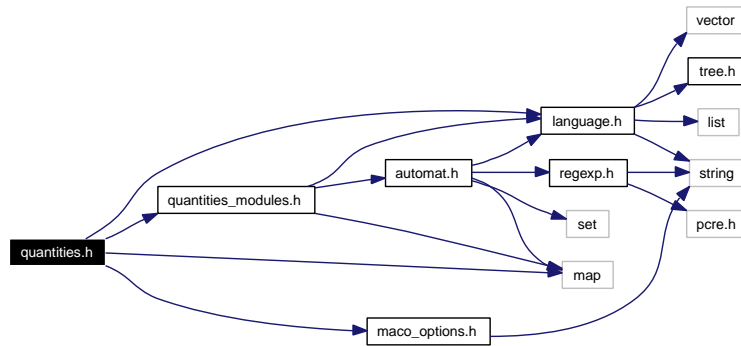 vector
tree.h
language.h
list
automat.h
regexp.h
string
quantities_modules.h
set
pcre.h
quantities.h
map
maco_options.h